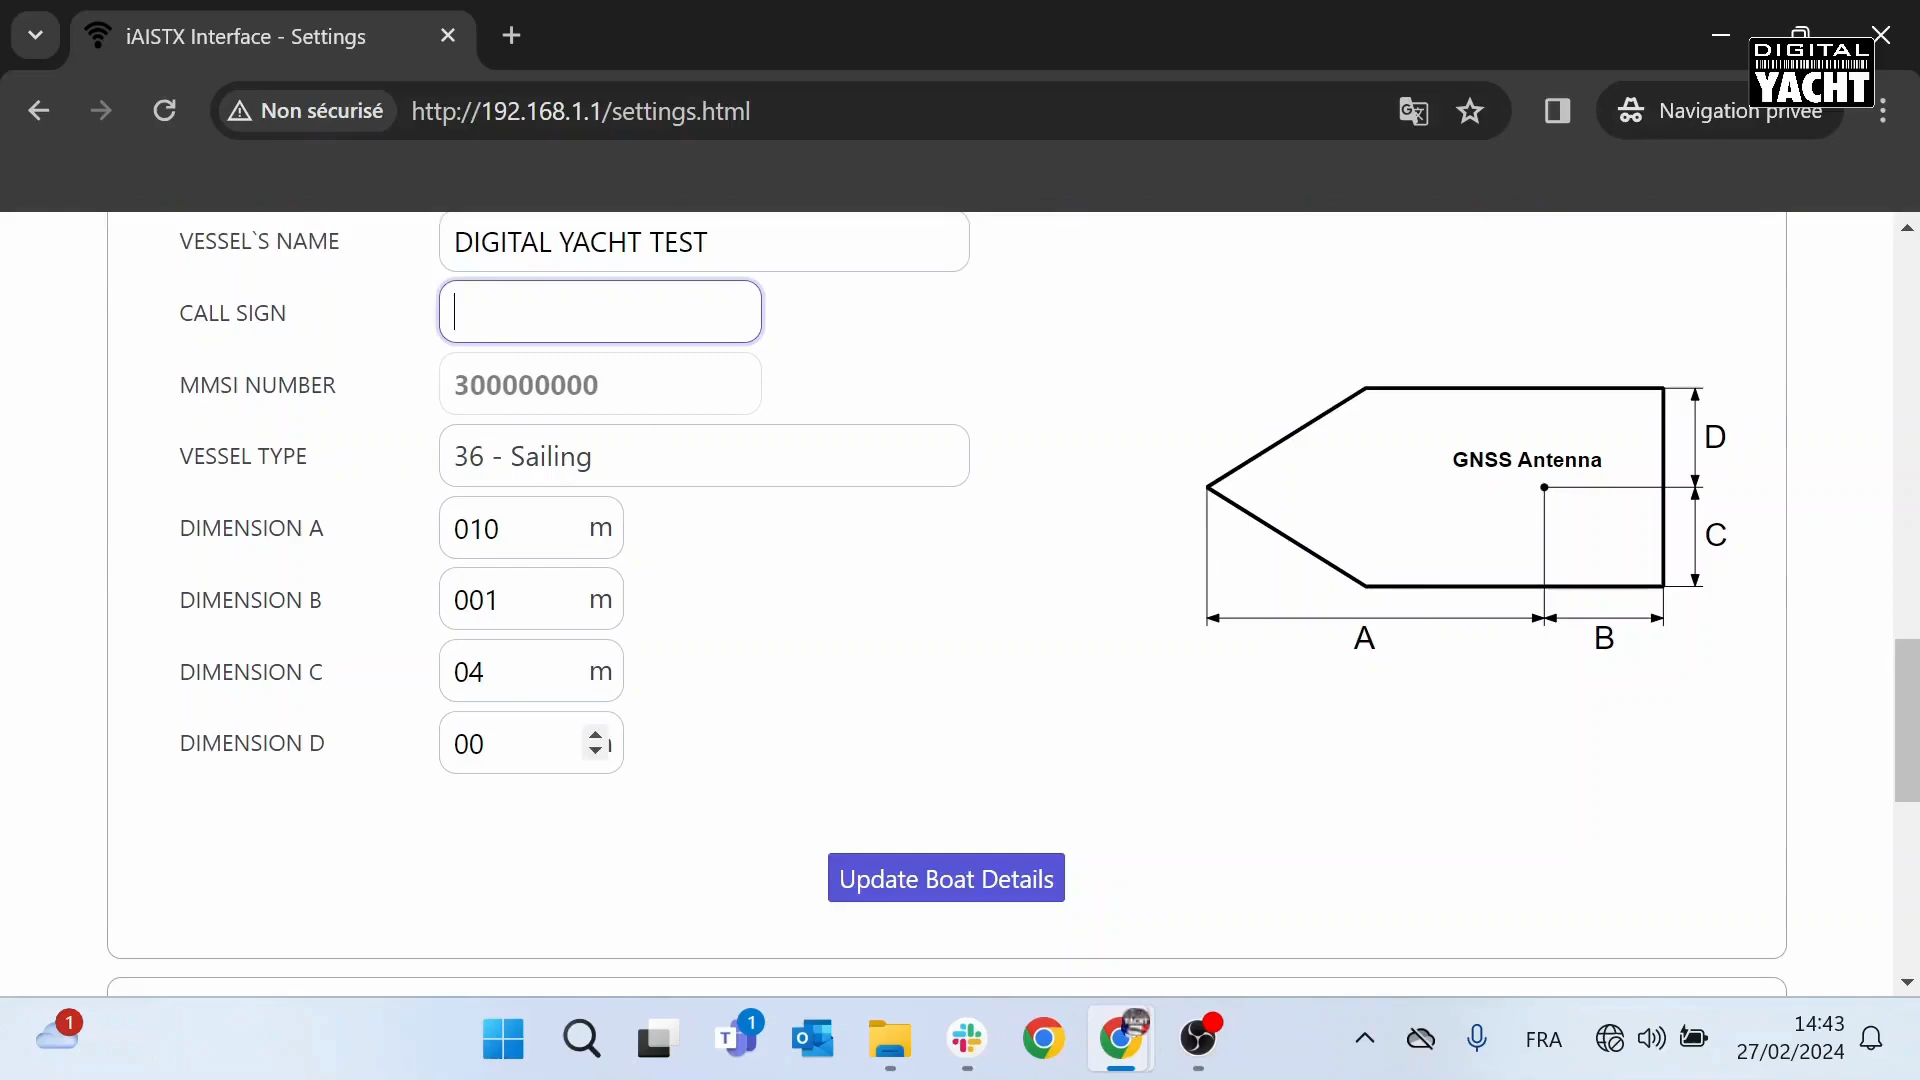 iAISTX Interface - Settings
DIGITAL
YACHT
Non sécurisé
http://192.168.1.1/settings.html
Navigation privée
VESSEL`S NAME
DIGITAL YACHT TEST
CALL SIGN
MMSI NUMBER
300000000
VESSEL TYPE
36 - Sailing
DIMENSION A
010 m
DIMENSION B
001 m
DIMENSION C
04 m
DIMENSION D
00
GNSS Antenna
D
C
A
B
Update Boat Details
1
1
YACHT
FRA
14:43
27/02/2024